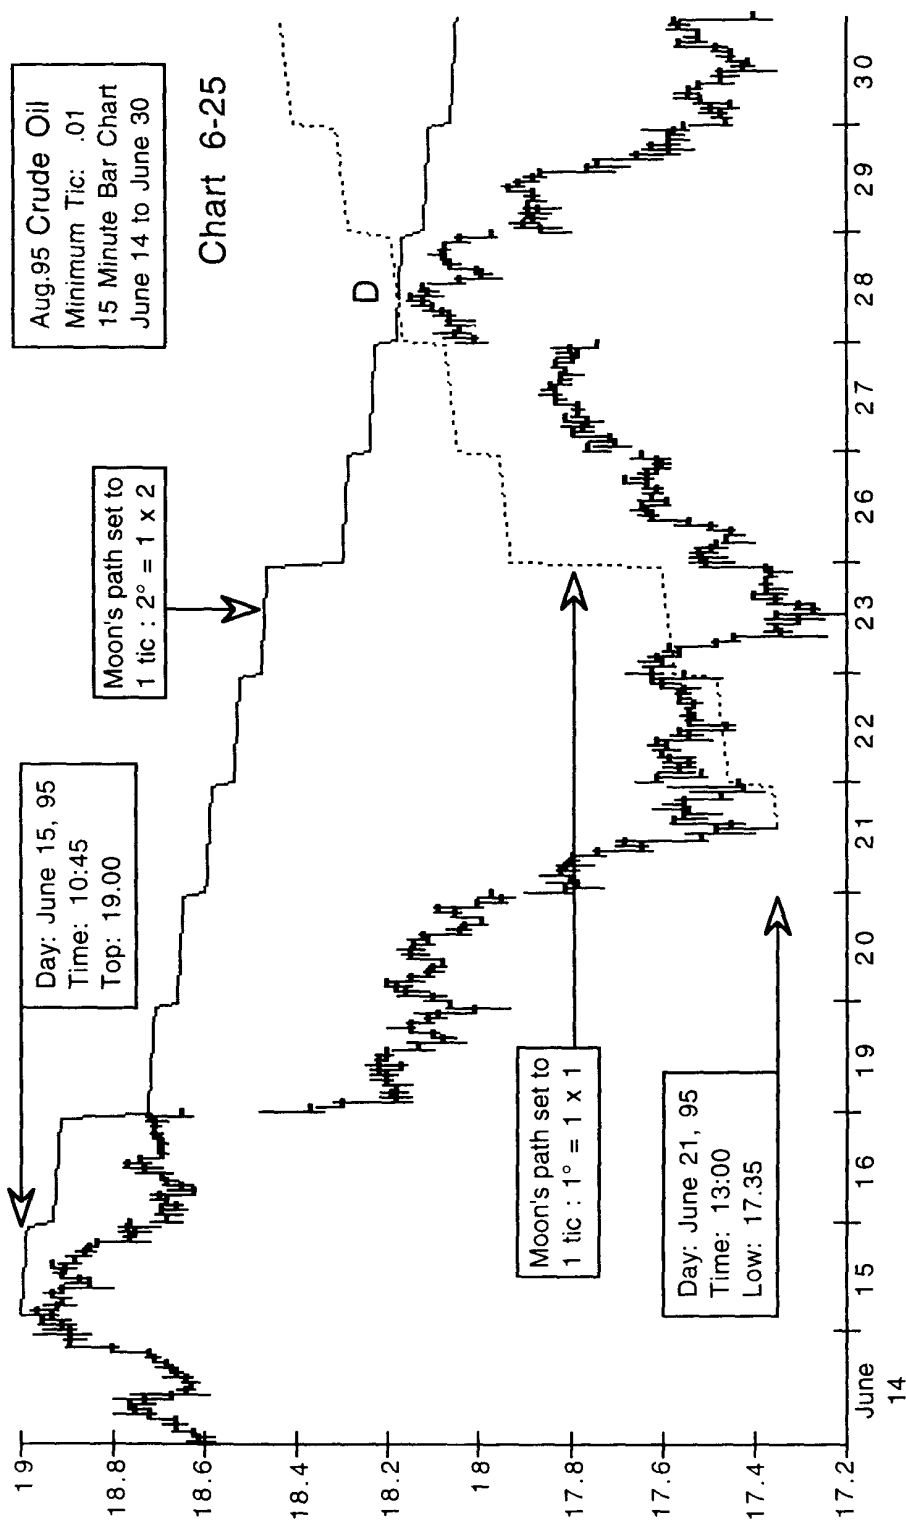 Aug.95 Crude Oil
Minimum Tic: .01
15 Minute Bar Chart
June 14 to June 30
Chart 6-25
Day: June 15, 95
Time: 10:45
Top: 19.00
Moon's path set to
1 tic : 2° = 1 x 2
D
Moon's path set to
1 tic : 1° = 1 x 1
Day: June 21, 95
Time: 13:00
Low: 17.35
1.9
18.8
18.6
18.4
18.2
18
17.8
17.6
17.4
17.2
June
14
15
16
19
20
21
22
23
26
27
28
29
30